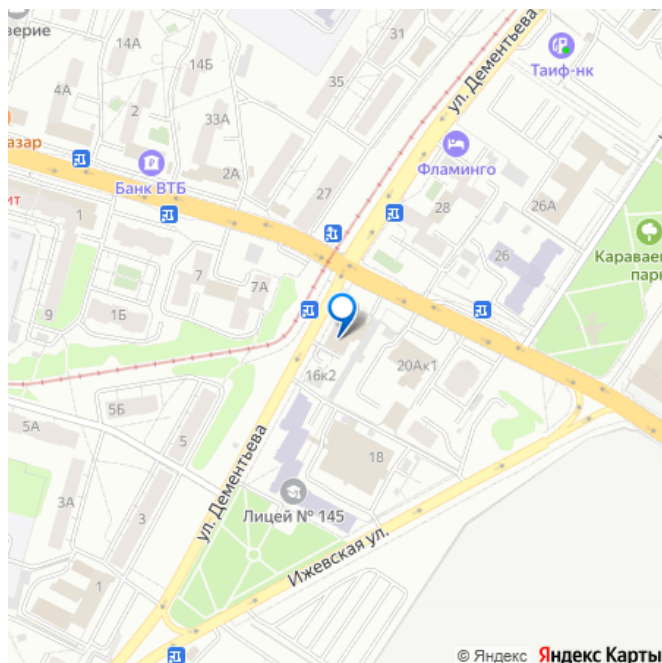 верие
14А
31
14Б
35
ул. Дементьева
Таиф-нк
4А
2
33А
азар
Банк ВТБ
2А
27
Фламинго
ит
1
28
26А
7
7А
26
Караваев
парк
9
1Б
16к2
20Ак1
5А
5Б
5
ул. Дементьева
18
3А
3
Лицей № 145
Ижевская ул.
1
© Яндекс Яндекс Карты